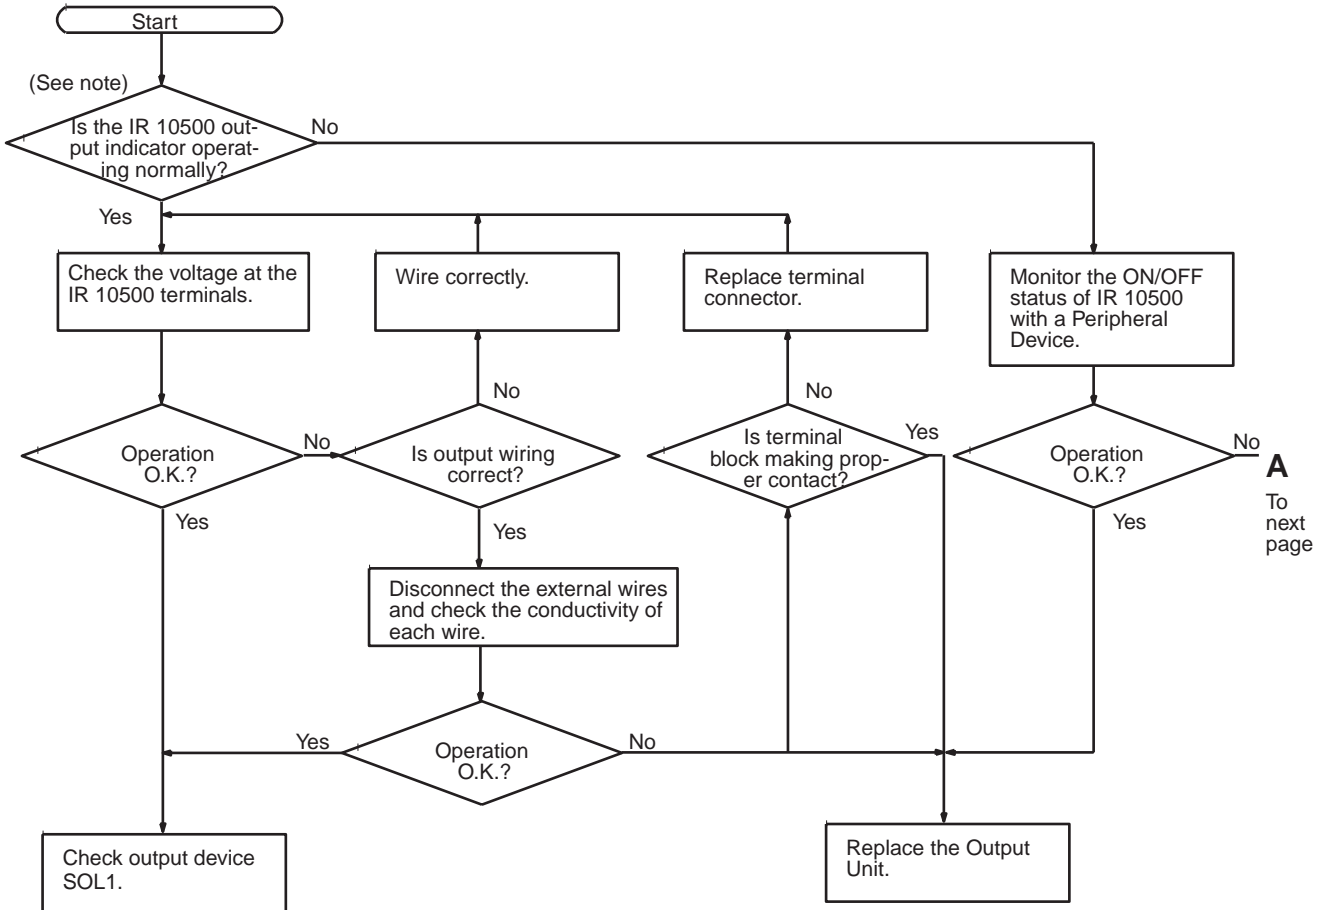 Start
(See note)
Is the IR 10500 out-
put indicator operat-
ing normally?
No
Yes
Check the voltage at the
IR 10500 terminals.
Wire correctly.
Replace terminal
connector.
Monitor the ON/OFF
status of IR 10500
with a Peripheral
Device.
No
No
Operation
O.K.?
No
Is output wiring
correct?
Is terminal
block making prop-
er contact?
Yes
Operation
O.K.?
No
A
To
next
page
Yes
Yes
Yes
Disconnect the external wires
and check the conductivity of
each wire.
Yes
Operation
O.K.?
No
Check output device
SOL1.
Replace the Output
Unit.